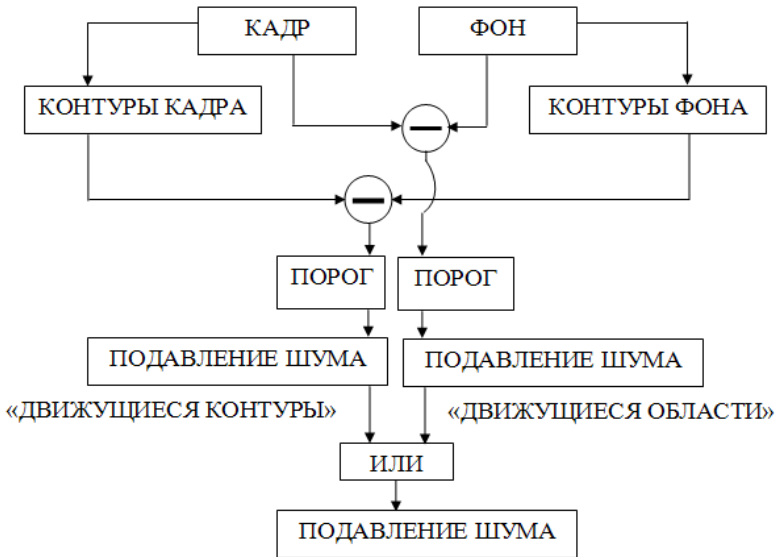 КАДР
ФОН
КОНТУРЫ КАДРА
КОНТУРЫ ФОНА
ПОРОГ
ПОРОГ
ПОДАВЛЕНИЕ ШУМА
ПОДАВЛЕНИЕ ШУМА
«ДВИЖУЩИЕСЯ КОНТУРЫ»
«ДВИЖУЩИЕСЯ ОБЛАСТИ»
ИЛИ
ПОДАВЛЕНИЕ ШУМА